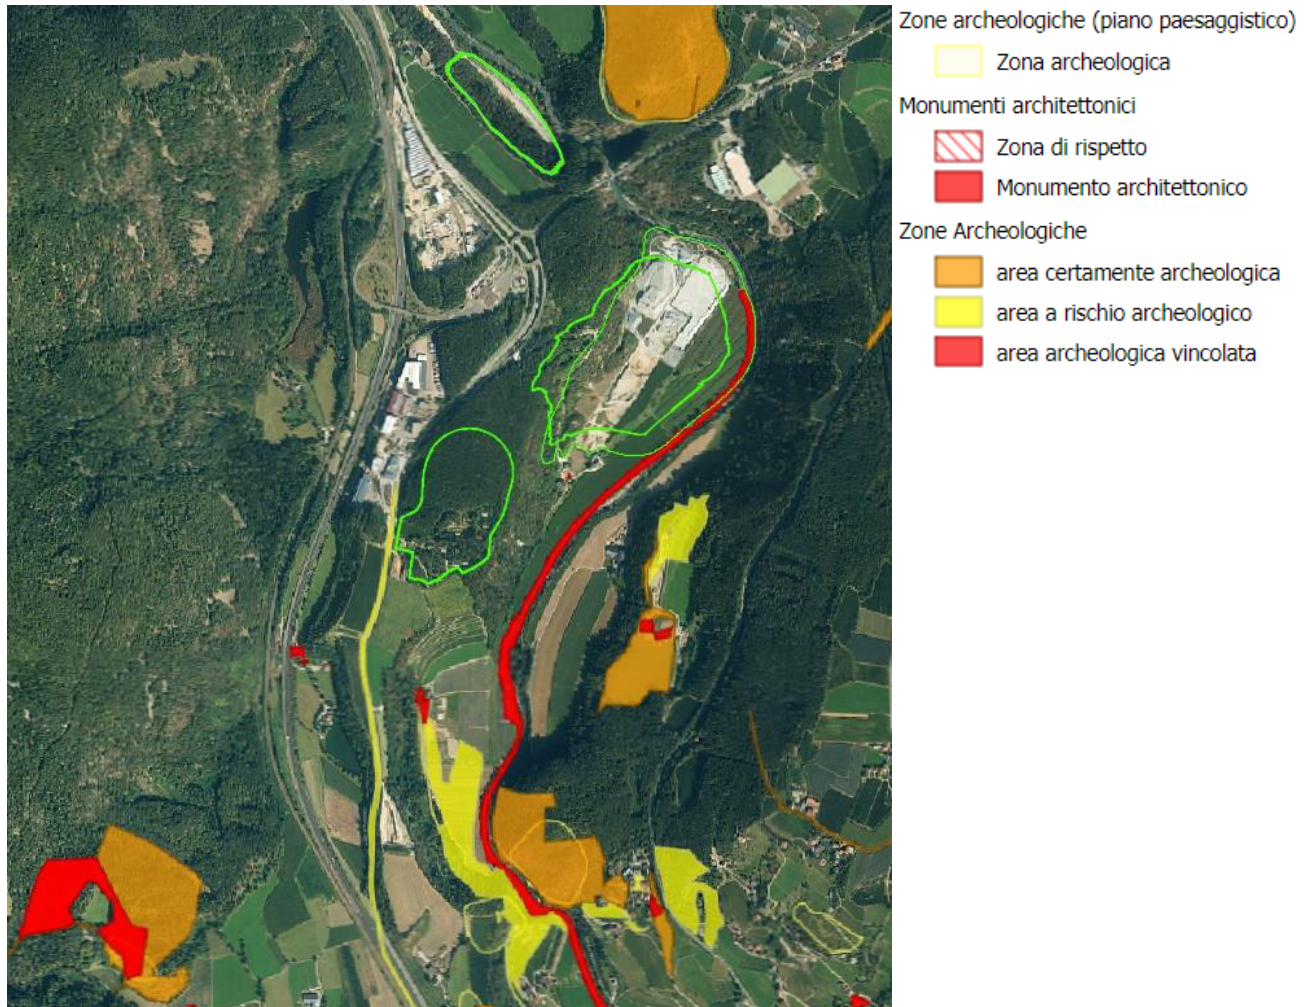 Zone archeologiche (piano paesaggistico)
Zona archeologica
Monumenti architettonici
Zona di rispetto
Monumento architettonico
Zone Archeologiche
area certamente archeologica
area a rischio archeologico
area archeologica vincolata